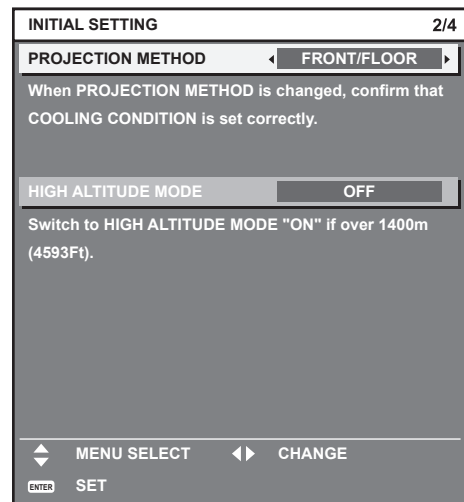 INITIAL SETTING 2/4
PROJECTION METHOD FRONT/FLOOR
When PROJECTION METHOD is changed, confirm that
COOLING CONDITION is set correctly.
HIGH ALTITUDE MODE OFF
Switch to HIGH ALTITUDE MODE "ON" if over 1400m
(4593Ft).
MENU SELECT CHANGE
ENTER SET